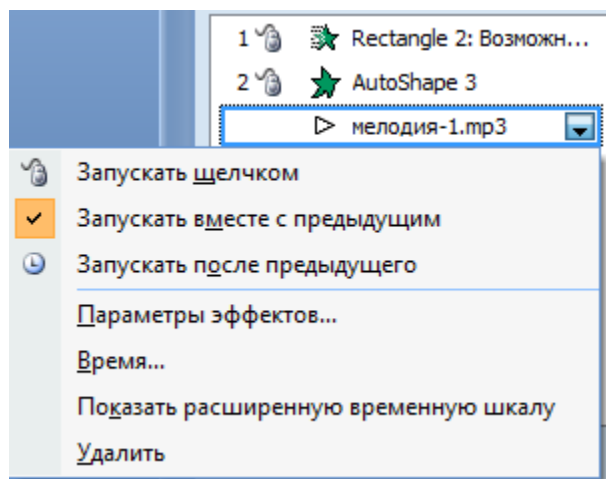 1 Rectangle 2: Возможн...
2 AutoShape 3
мелодия-1.mp3
Запускать щелчком
Запускать вместе с предыдущим
Запускать после предыдущего
Параметры эффектов...
Время...
Показать расширенную временную шкалу
Удалить